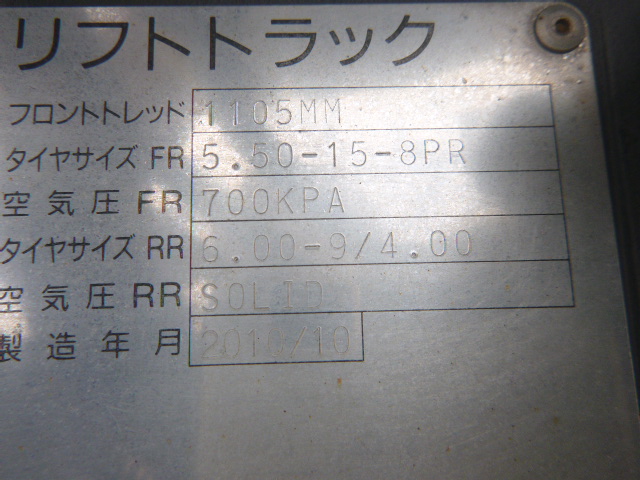 リフトトラック
フロントトレッド 1105MM
タイヤサイズ FR 5.50-15-8PR
空気圧 FR 700KPA
タイヤサイズ RR 6.00-9/4.00
空気圧 RR SOLID
製造年月